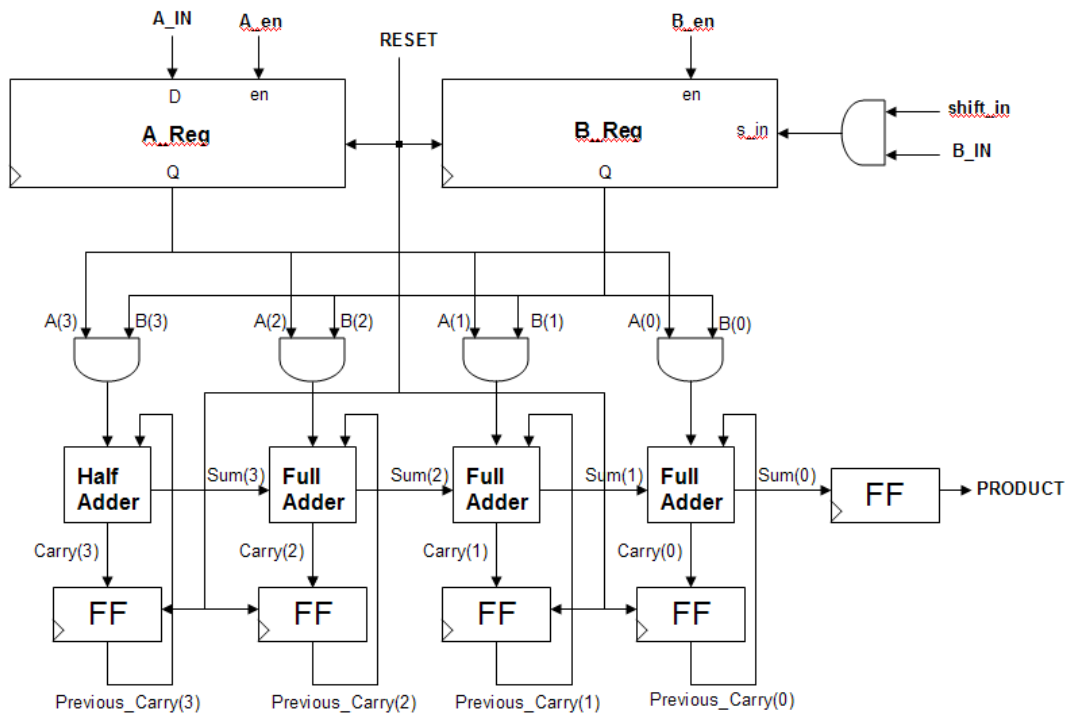 A_IN
A_en
RESET
B_en
D
en
A_Reg
Q
en
B_Reg
s_in
Q
shift_in
B_IN
A(3)
B(3)
A(2)
B(2)
A(1)
B(1)
A(0)
B(0)
Half
Adder
Sum(3)
Full
Adder
Sum(2)
Full
Adder
Sum(1)
Full
Adder
Sum(0)
FF
PRODUCT
Carry(3)
Carry(2)
Carry(1)
Carry(0)
FF
FF
FF
FF
Previous_Carry(3)
Previous_Carry(2)
Previous_Carry(1)
Previous_Carry(0)